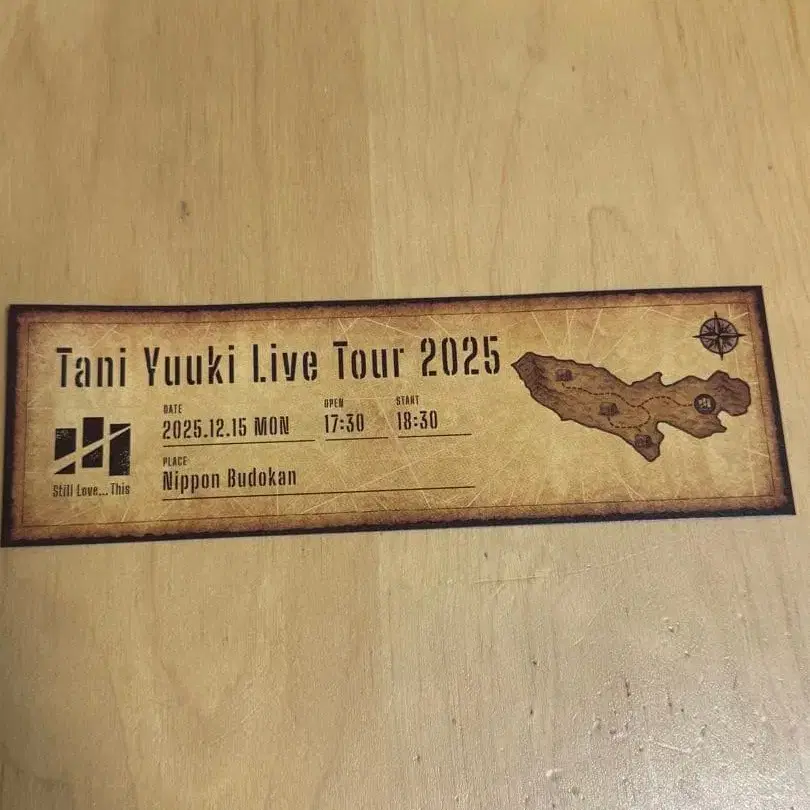 Tani Yuuki Live Tour 2025
DATE
2025.12.15 MON
OPEN
17:30
START
18:30
PLACE
Nippon Budokan
Still Love...This